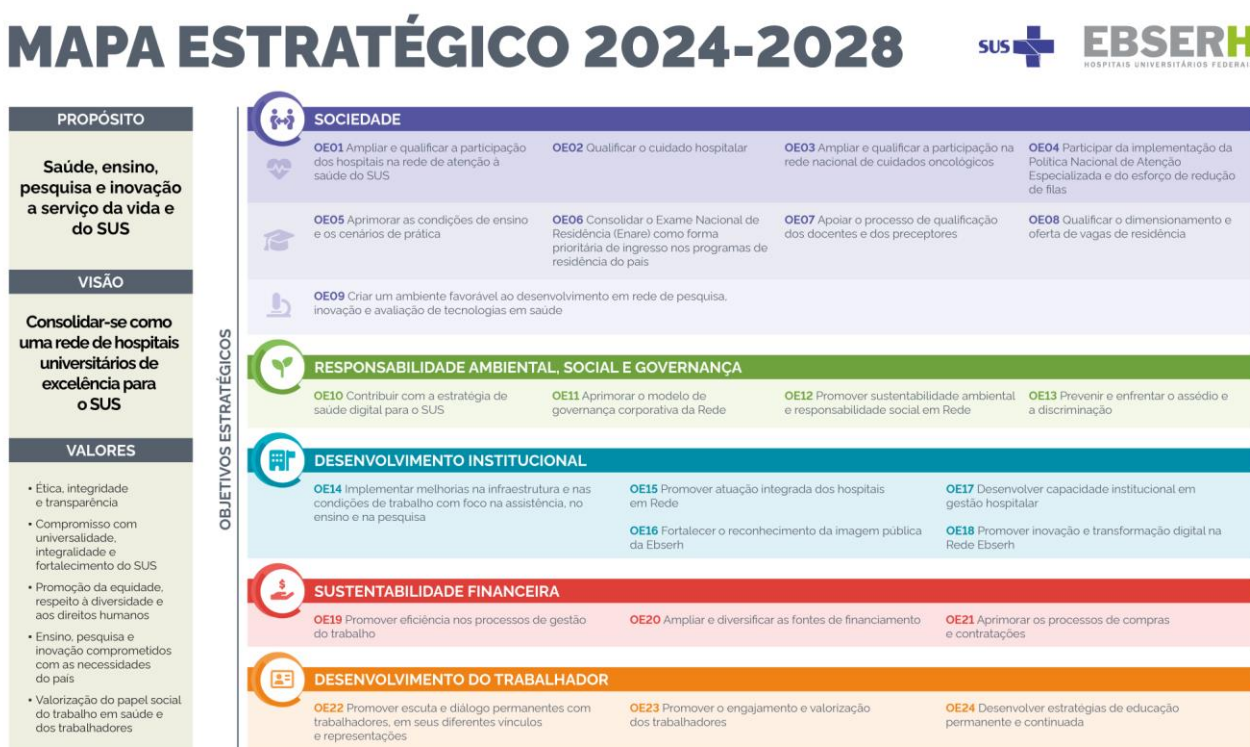 MAPA ESTRATÉGICO 2024-2028
SUS
EBSERH
HOSPITAIS UNIVERSITÁRIOS FEDERAIS
PROPÓSITO
Saúde, ensino,
pesquisa e inovação
a serviço da vida e
do SUS
VISÃO
Consolidar-se como
uma rede de hospitais
universitários de
excelência para
o SUS
VALORES
• Ética, integridade
e transparência
• Compromisso com
universalidade,
integralidade e
fortalecimento do SUS
• Promoção da equidade,
respeito à diversidade e
aos direitos humanos
• Ensino, pesquisa e
inovação comprometidos
com as necessidades
do país
• Valorização do papel social
do trabalho em saúde e
dos trabalhadores
OBJETIVOS ESTRATÉGICOS
SOCIEDADE
OE01 Ampliar e qualificar a participação
dos hospitais na rede de atenção à
saúde do SUS
OE02 Qualificar o cuidado hospitalar
OE03 Ampliar e qualificar a participação na
rede nacional de cuidados oncológicos
OE04 Participar da implementação da
Política Nacional de Atenção
Especializada e do esforço de redução
de filas
OE05 Aprimorar as condições de ensino
e os cenários de prática
OE06 Consolidar o Exame Nacional de
Residência (Enare) como forma
prioritária de ingresso nos programas de
residência do país
OE07 Apoiar o processo de qualificação
dos docentes e dos preceptores
OE08 Qualificar o dimensionamento e
oferta de vagas de residência
OE09 Criar um ambiente favorável ao desenvolvimento em rede de pesquisa,
inovação e avaliação de tecnologias em saúde
RESPONSABILIDADE AMBIENTAL, SOCIAL E GOVERNANÇA
OE10 Contribuir com a estratégia de
saúde digital para o SUS
OE11 Aprimorar o modelo de
governança corporativa da Rede
OE12 Promover sustentabilidade ambiental
e responsabilidade social em Rede
OE13 Prevenir e enfrentar o assédio e
a discriminação
DESENVOLVIMENTO INSTITUCIONAL
OE14 Implementar melhorias na infraestrutura e nas
condições de trabalho com foco na assistência, no
ensino e na pesquisa
OE15 Promover atuação integrada dos hospitais
em Rede
OE16 Fortalecer o reconhecimento da imagem pública
da Ebserh
OE17 Desenvolver capacidade institucional em
gestão hospitalar
OE18 Promover inovação e transformação digital na
Rede Ebserh
SUSTENTABILIDADE FINANCEIRA
OE19 Promover eficiência nos processos de gestão
do trabalho
OE20 Ampliar e diversificar as fontes de financiamento
OE21 Aprimorar os processos de compras
e contratações
DESENVOLVIMENTO DO TRABALHADOR
OE22 Promover escuta e diálogo permanentes com
trabalhadores, em seus diferentes vínculos
e representações
OE23 Promover o engajamento e valorização
dos trabalhadores
OE24 Desenvolver estratégias de educação
permanente e continuada